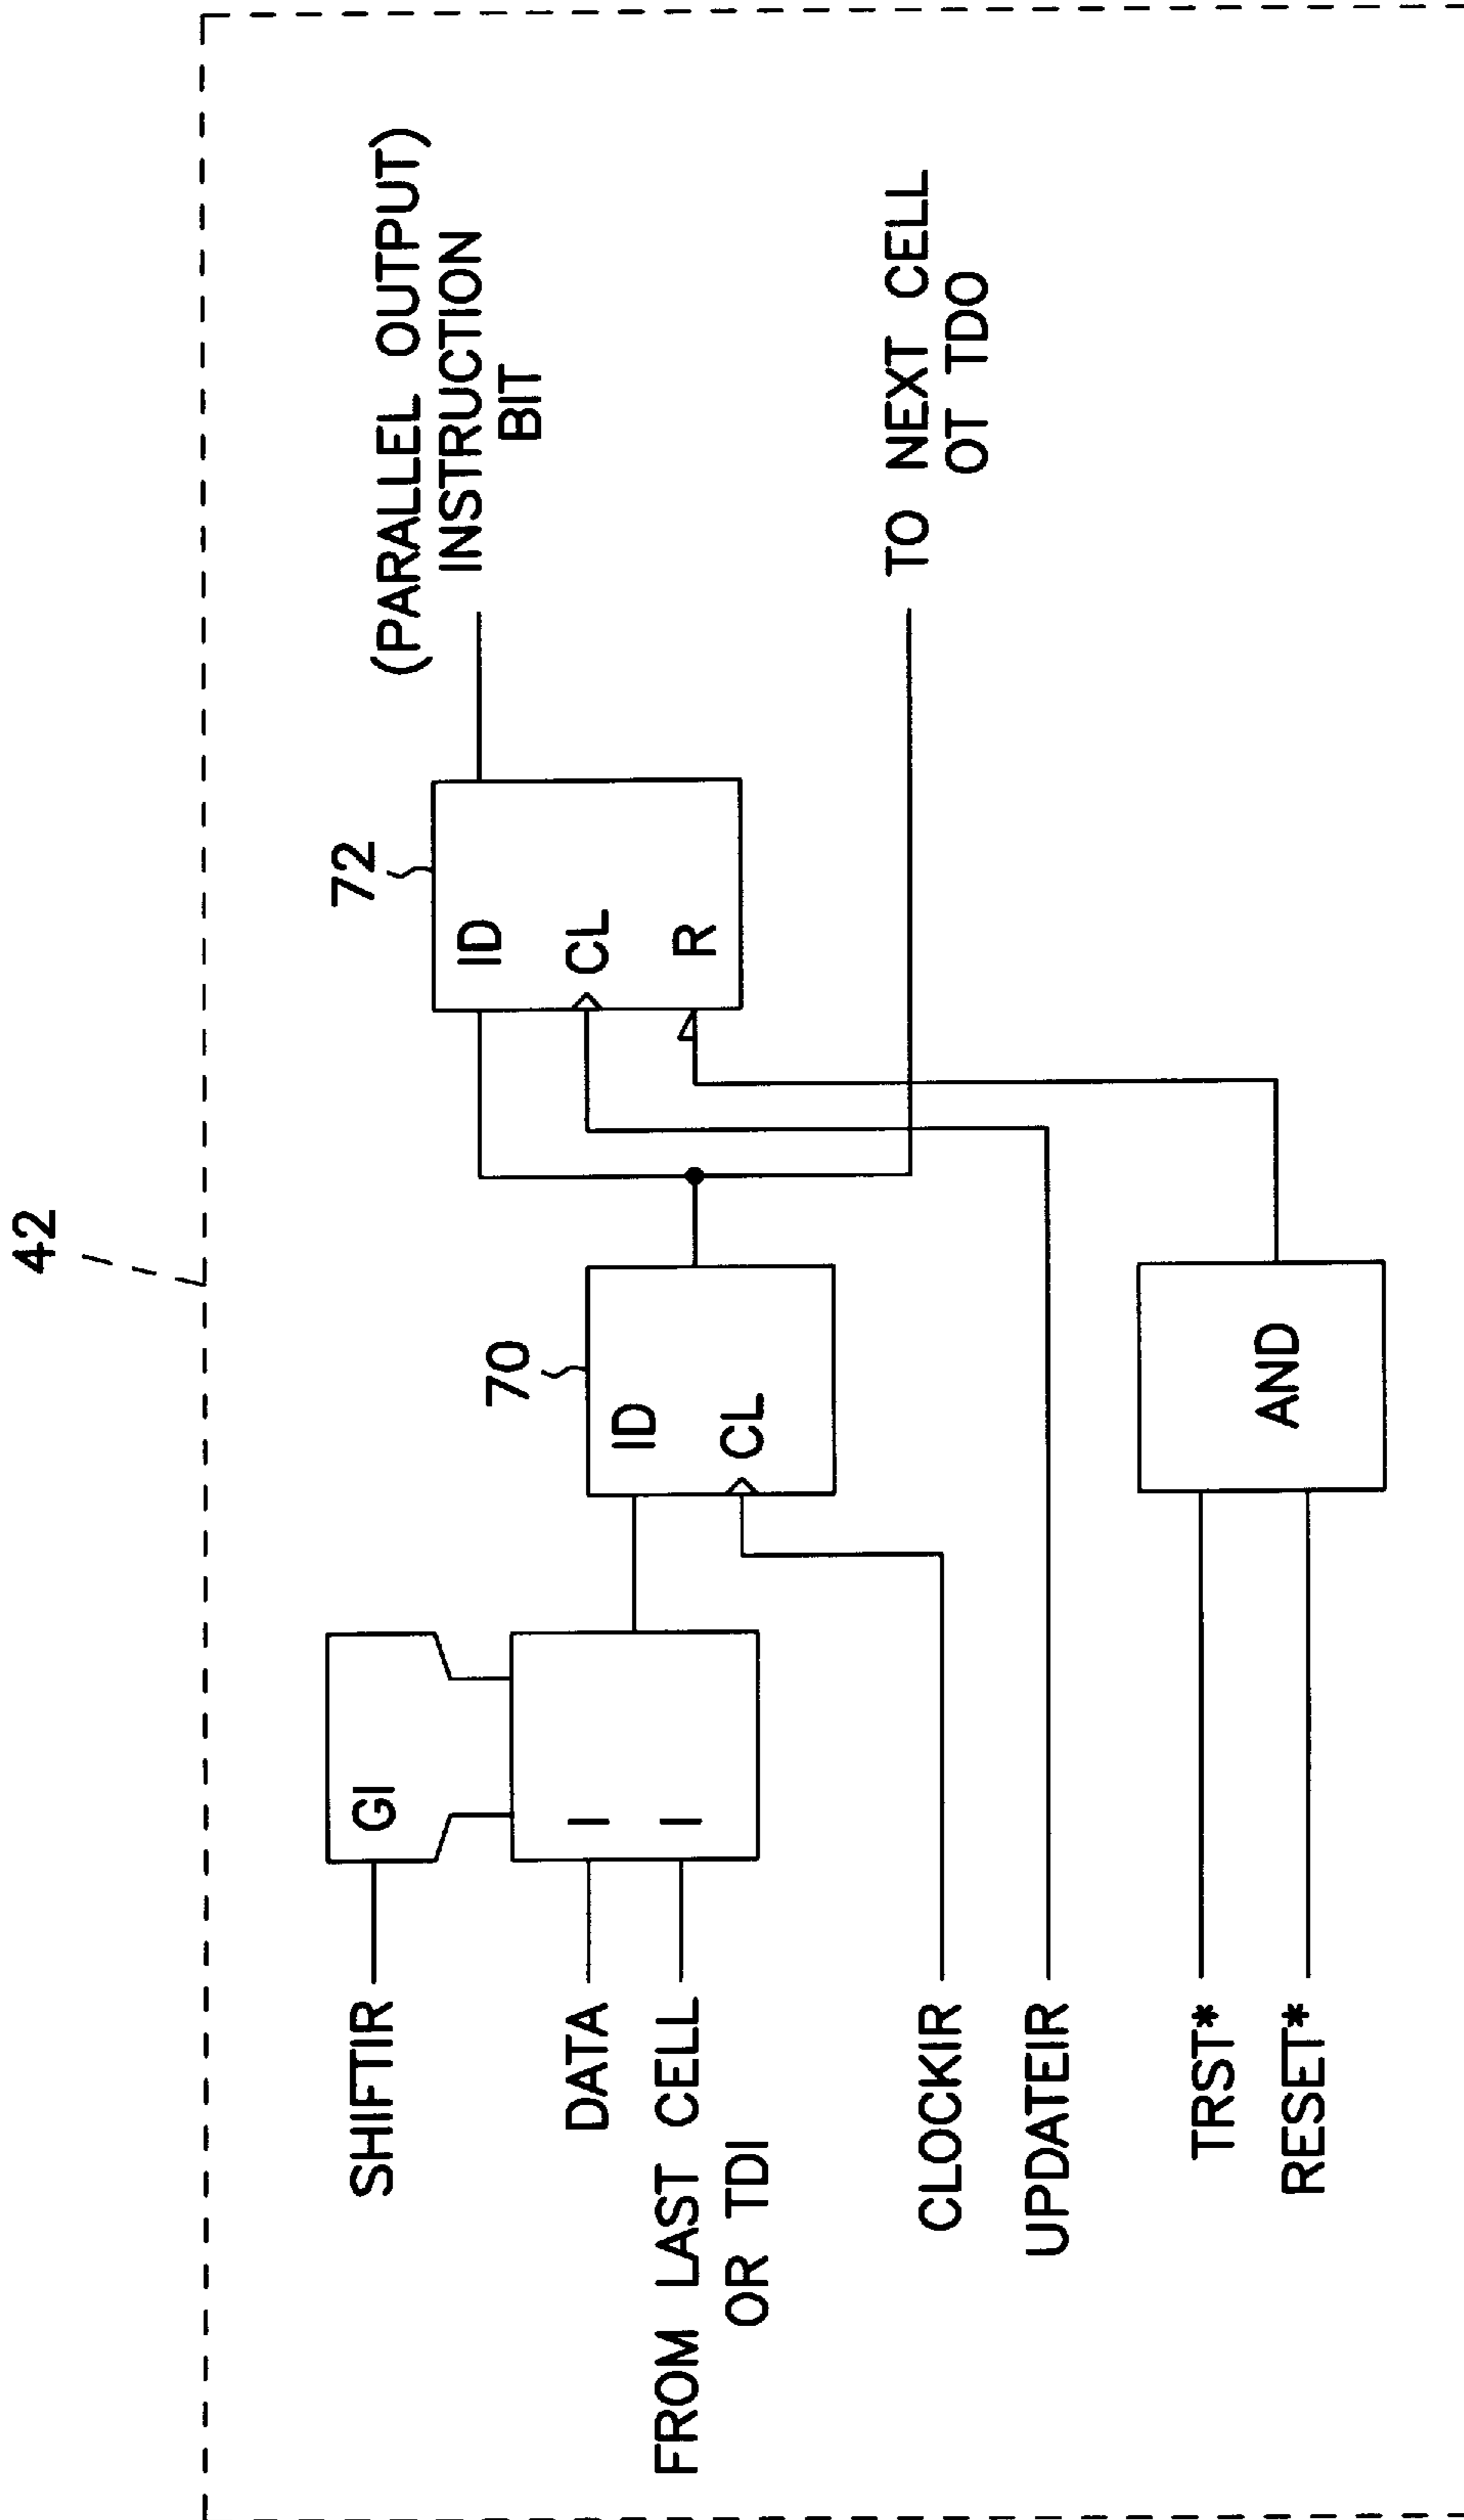 42
SHIFTIR
GI
DATA
I
FROM LAST CELL
OR TDI
I
70
ID
CL
72
ID
CL
R
(PARALLEL OUTPUT)
INSTRUCTION
BIT
TO NEXT CELL
OT TDO
CLOCKIR
UPDATEIR
TRST*
RESET*
AND